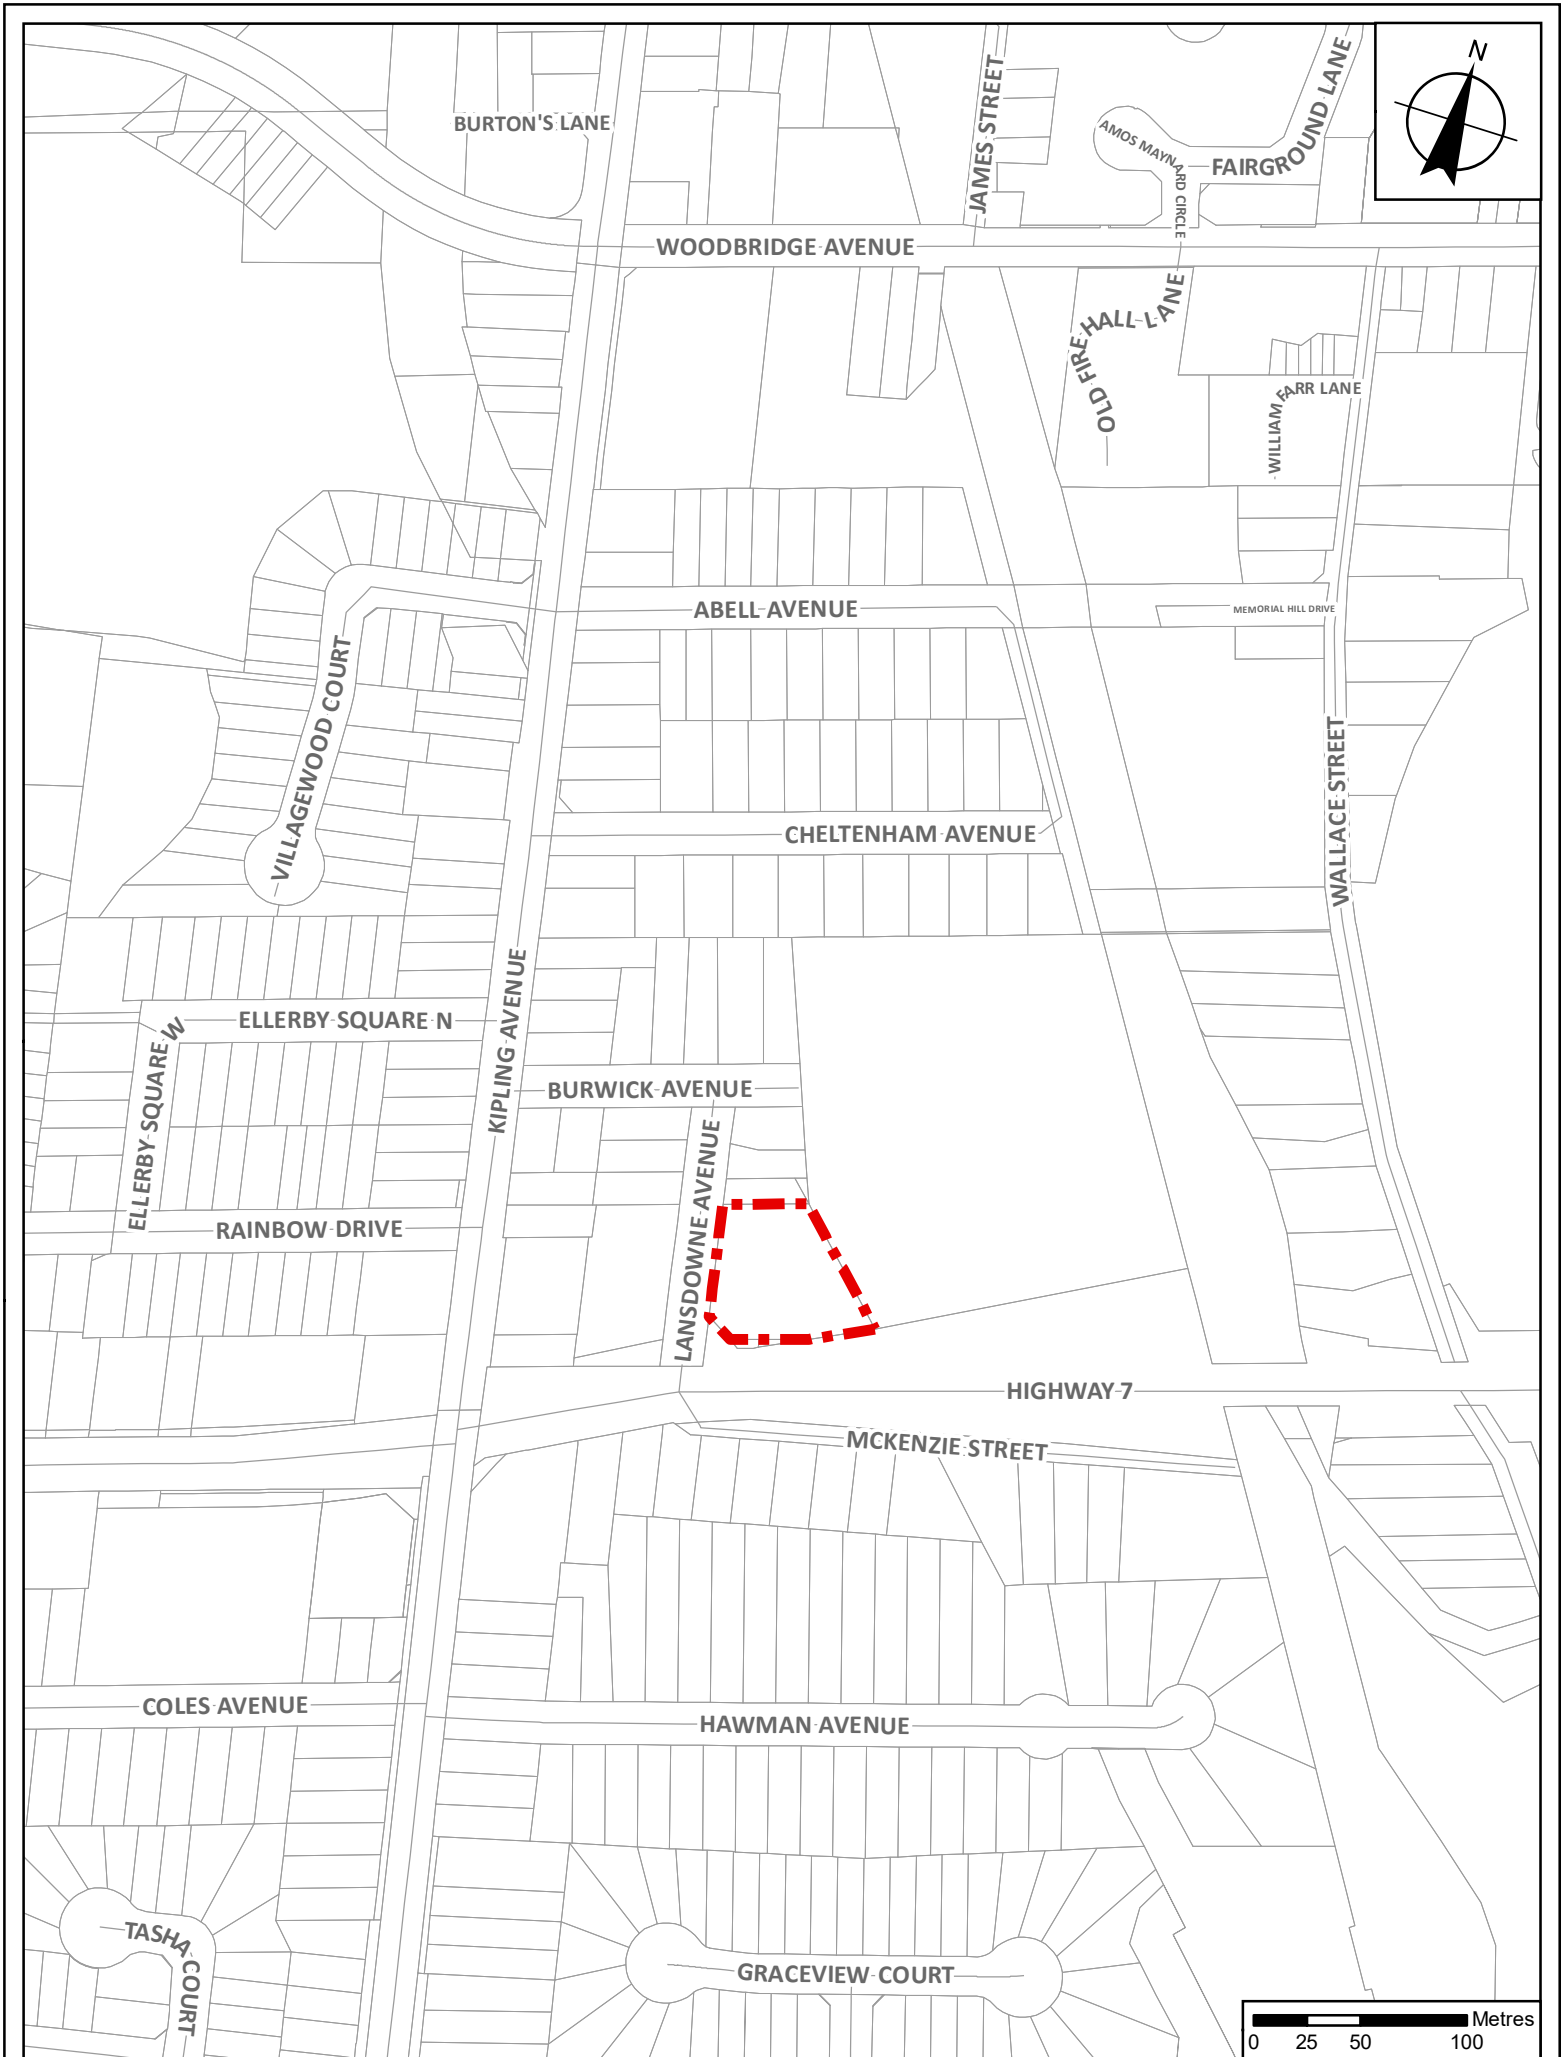 N
BURTON'S LANE
JAMES STREET
AMOS MAYNARD CIRCLE
FAIRGROUND LANE
WOODBRIDGE AVENUE
OLD FIRE HALL LANE
WILLIAM FARR LANE
ABELL AVENUE
MEMORIAL HILL DRIVE
VILLAGEWOOD COURT
WALLACE STREET
CHELTENHAM AVENUE
KIPLING AVENUE
ELLERBY SQUARE N
ELLERBY SQUARE W
BURWICK AVENUE
LANSDOWNE AVENUE
RAINBOW DRIVE
HIGHWAY 7
MCKENZIE STREET
COLES AVENUE
HAWMAN AVENUE
TASHA COURT
GRACEVIEW COURT
Metres
0 25 50 100